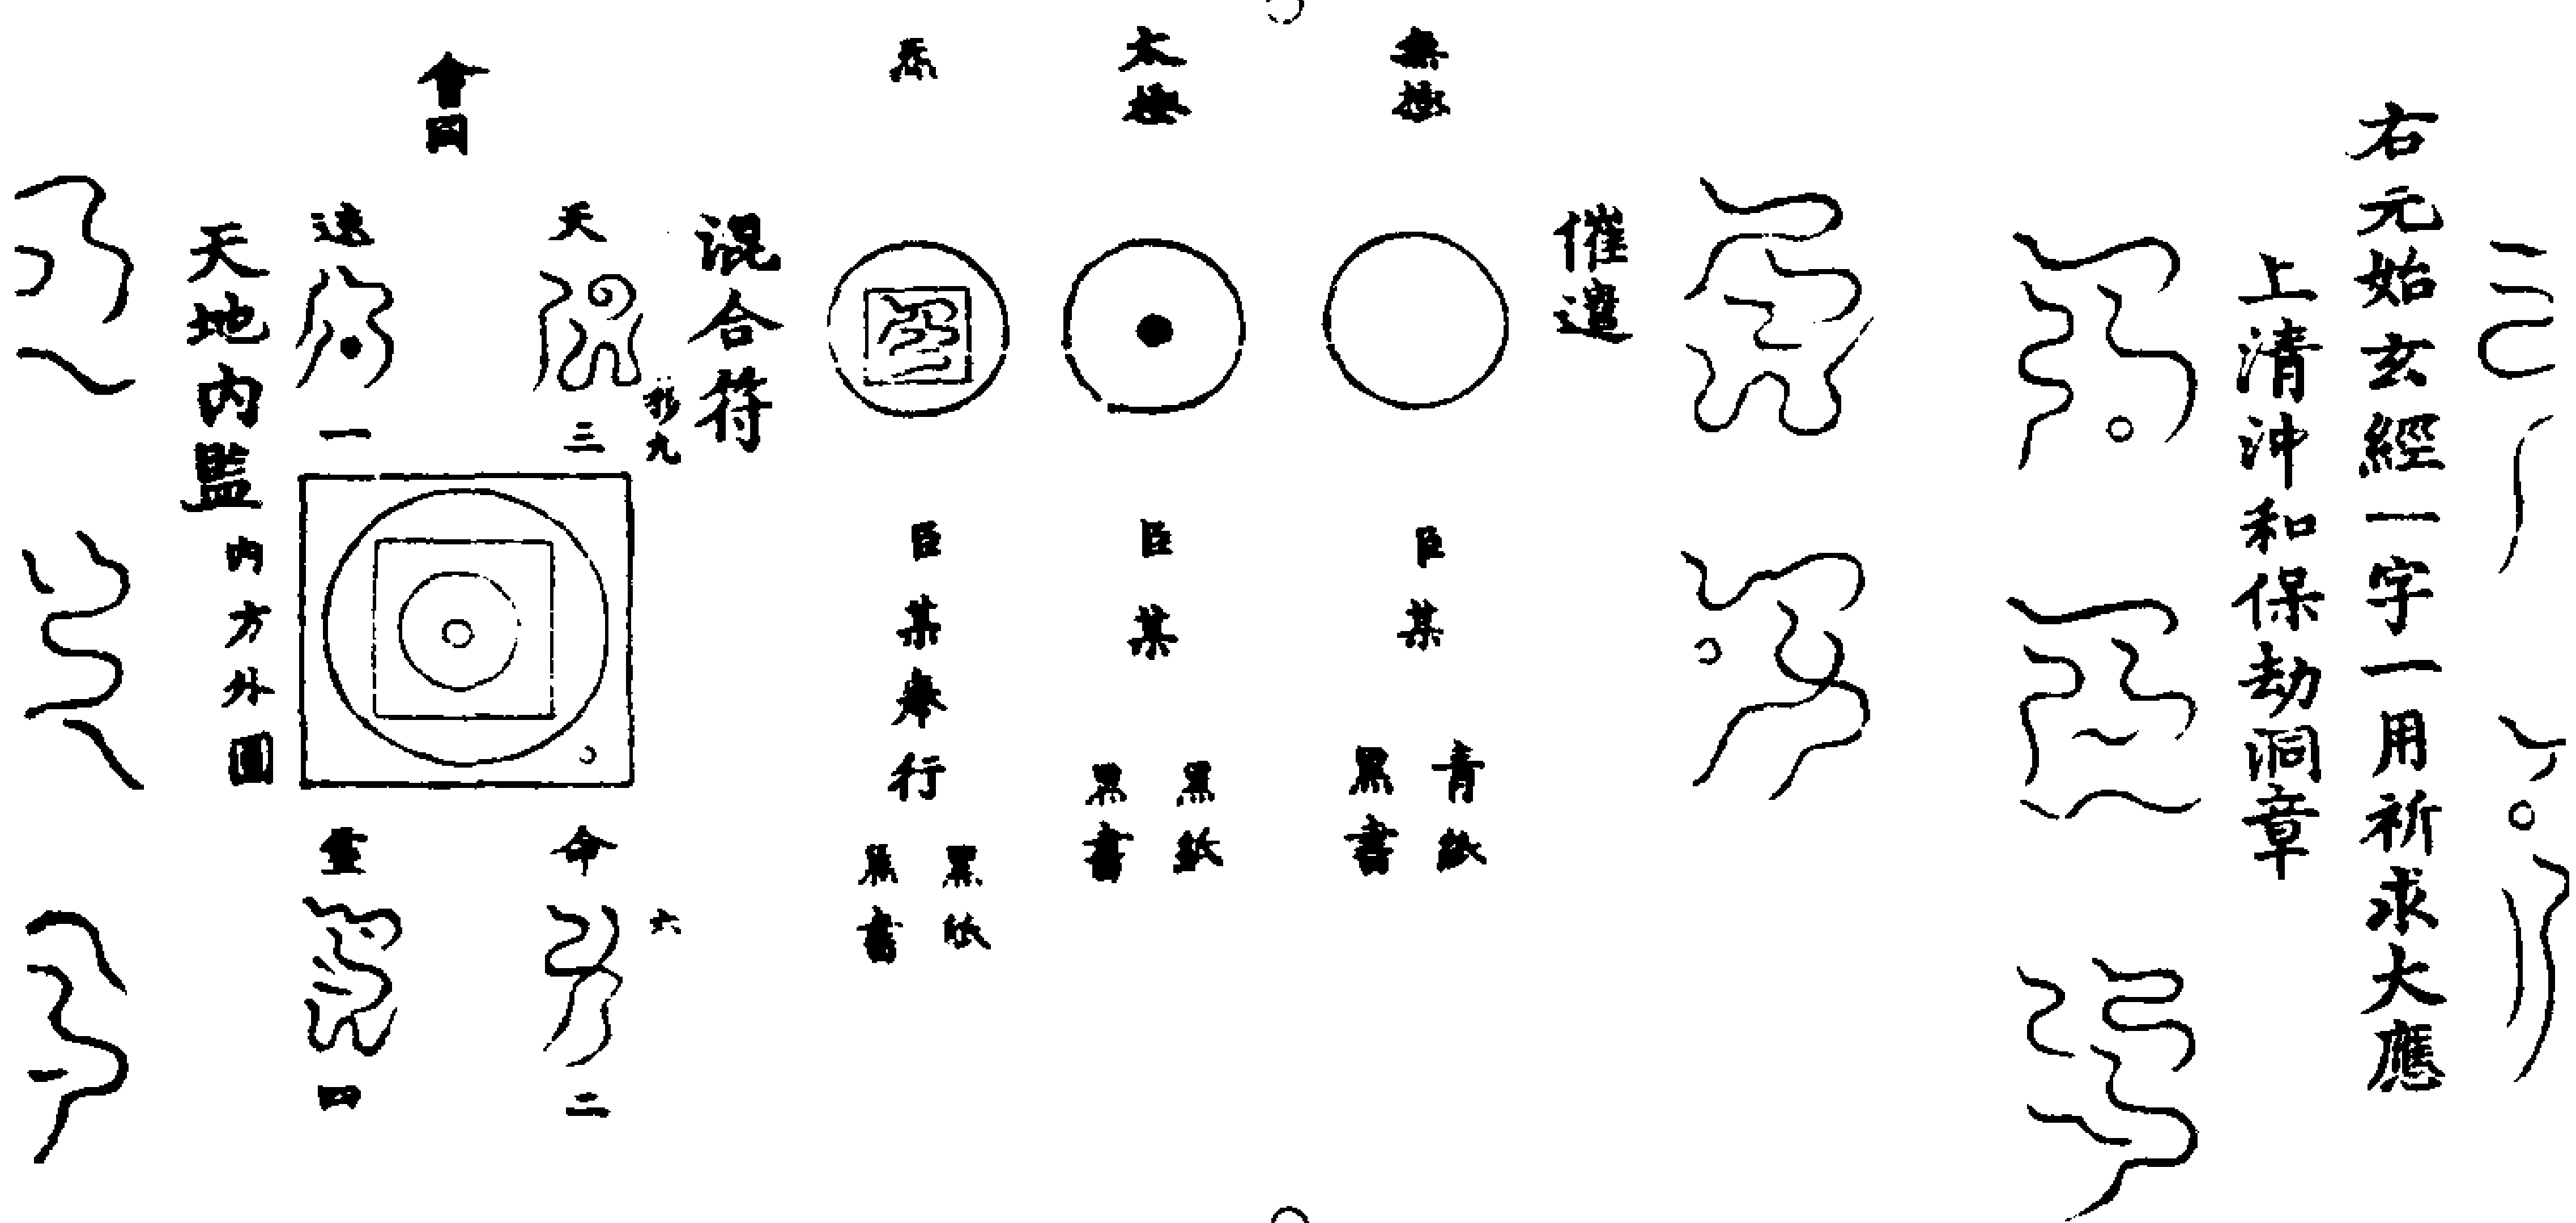 右元始玄經一字一用祈求大應
上清沖和保劫洞章
催遣
無極
臣某
青紙
黑書
太極
臣某
黑紙
黑書
臣某奉行
黑紙
書
混合符
天
三
九
命
二
六
會同
速
一
靈
四
天地內監
內方外圓